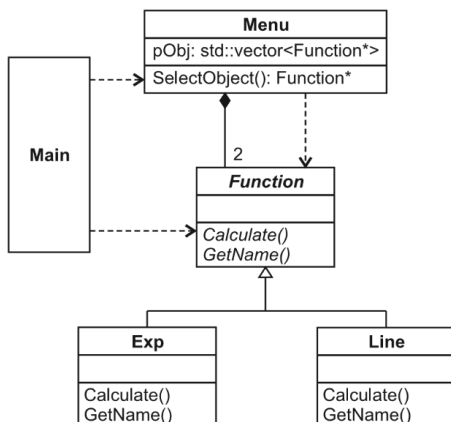 Menu
pObj: std::vector<Function*>
SelectObject(): Function*
Main
2
Function
Calculate()
GetName()
Exp
Calculate()
GetName()
Line
Calculate()
GetName()